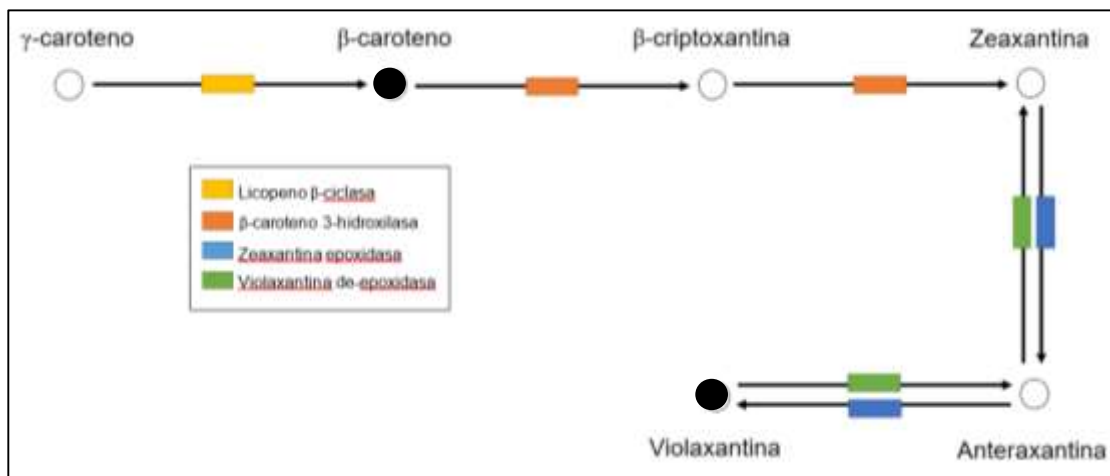 γ-caroteno
β-caroteno
β-criptoxantina
Zeaxantina
Licopeno β-ciclasa
β-caroteno 3-hidroxilasa
Zeaxantina epoxidasa
Violaxantina de-epoxidasa
Violaxantina
Anteraxantina